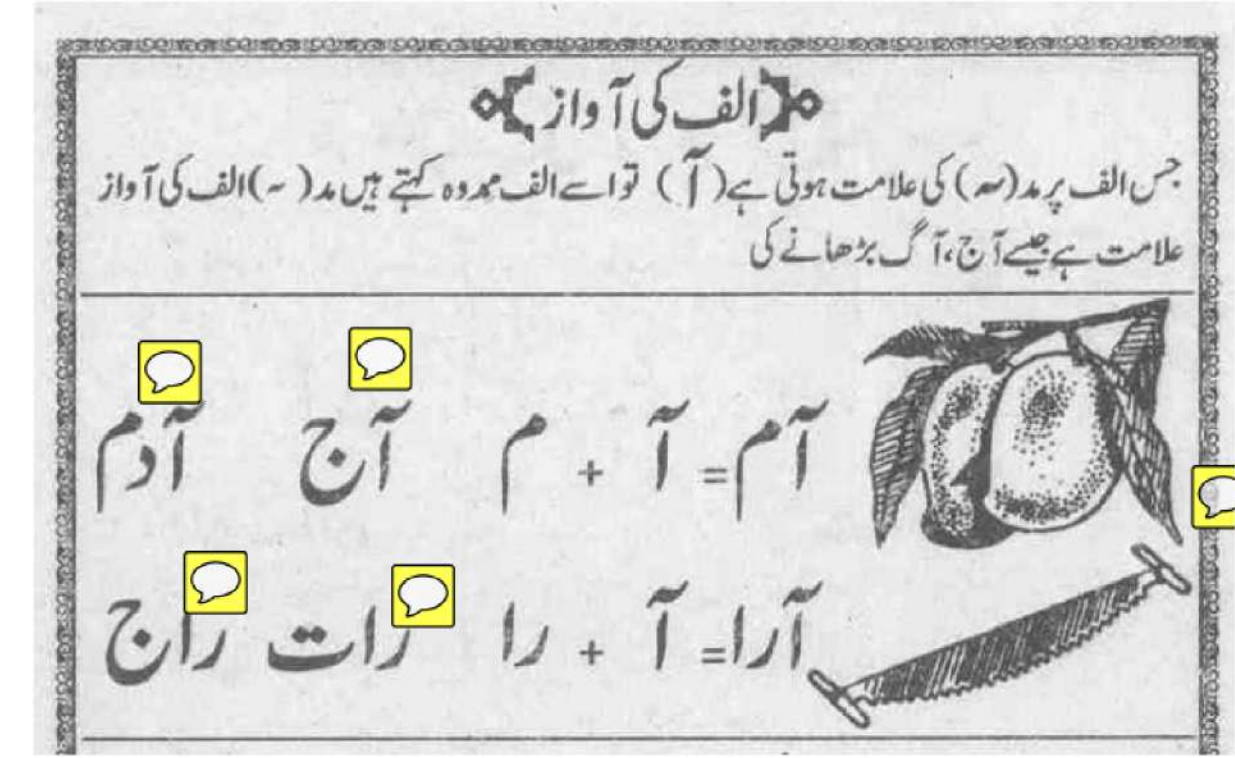 الف کی آواز
جس الف پر مد(سہ) کی علامت ہوتی ہے( آ ) تو اسے الف ممدوہ کہتے ہیں مد( ~ )الف کی آواز
علامت ہے جیسے آج، آگ بڑھانے کی
آم= آ + م آج آدم
آرا= آ + را رات راج